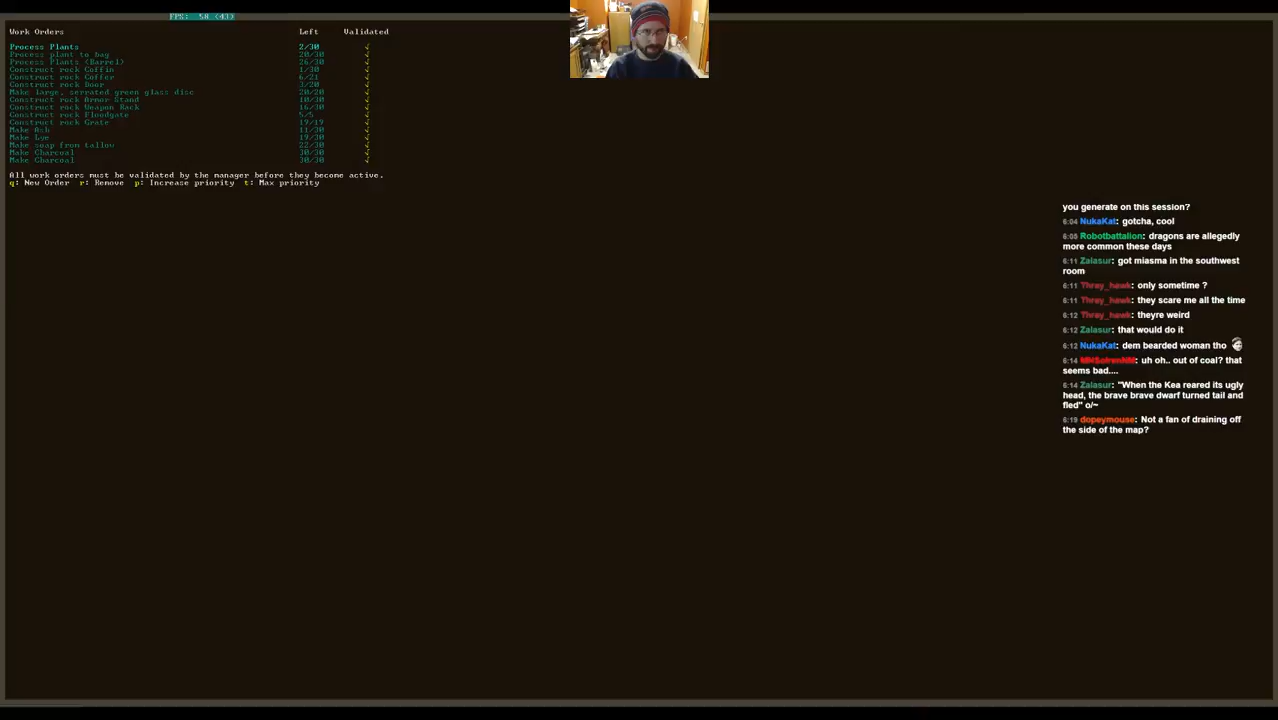 FPS: 58 (43)
Work Orders Left Validated
Process Plants 2/30 √
Process plant to bag 20/30 √
Process Plants (Barrel) 26/30 √
Construct rock Coffin 1/30 √
Construct rock Coffer 6/21 √
Construct rock Door 3/20 √
Make large, serrated green glass disc 20/20 √
Construct rock Armor Stand 10/30 √
Construct rock Weapon Rack 16/30 √
Construct rock Floodgate 5/5 √
Construct rock Grate 19/19 √
Make Ash 11/30 √
Make Lye 19/30 √
Make soap from tallow 22/30 √
Make Charcoal 30/30 √
Make Charcoal 30/30 √
All work orders must be validated by the manager before they become active.
q: New Order r: Remove p: Increase priority t: Max priority
you generate on this session?
6:04 NukaKat: gotcha, cool
6:05 Robotbattalion: dragons are allegedly
more common these days
6:11 Zalasur: got miasma in the southwest
room
6:11 Thray_hawk: only sometime ?
6:11 Thray_hawk: they scare me all the time
6:12 Thray_hawk: theyre weird
6:12 Zalasur: that would do it
6:12 NukaKat: dem bearded woman tho
6:14 uh oh.. out of coal? that
seems bad....
6:14 Zalasur: "When the Kea reared its ugly
head, the brave brave dwarf turned tail and
fled" o/~
6:19 dopeymouse: Not a fan of draining off
the side of the map?